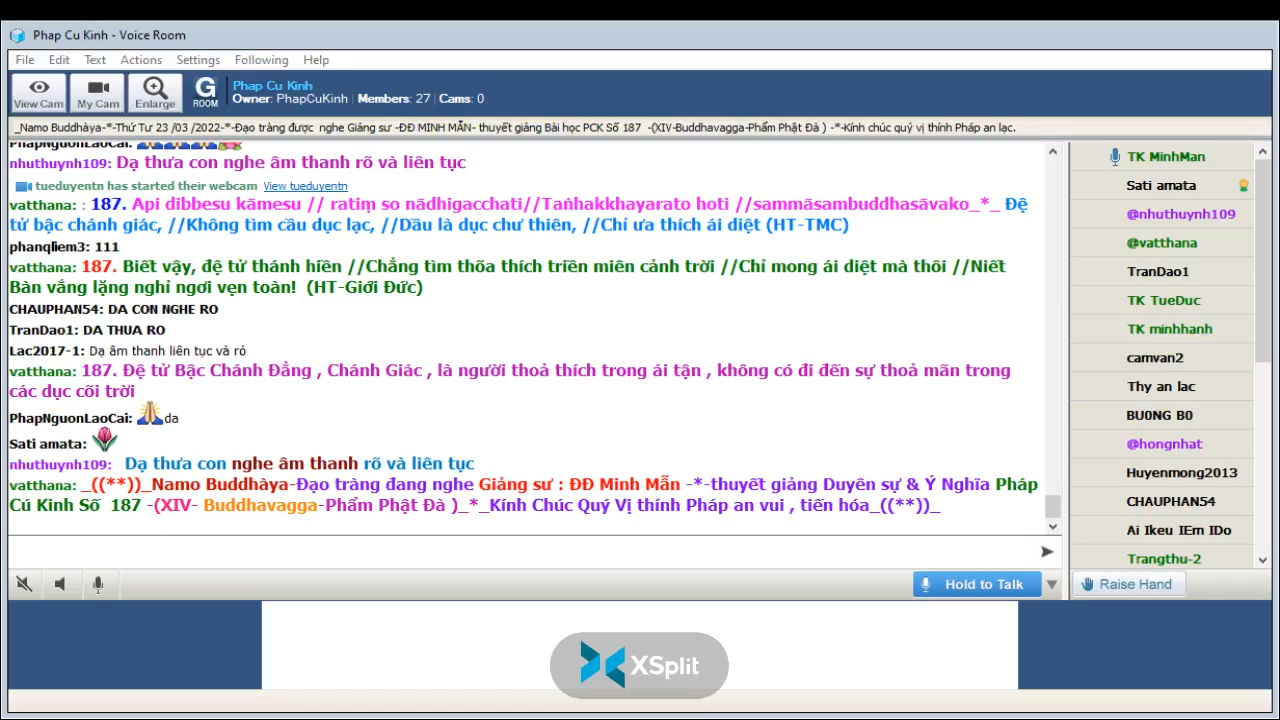 Phap Cu Kinh - Voice Room
File Edit Text Actions Settings Following Help
View Cam My Cam Enlarge G ROOM
Phap Cu Kinh
Owner: PhapCuKinh | Members: 27 | Cams: 0
_Namo Buddhàya-*-Thứ Tư 23 /03 /2022-*-Đạo tràng được nghe Giảng sư -ĐĐ MINH MẪN- thuyết giảng Bài học PCK Số 187 -(XIV-Buddhavagga-Phẩm Phật Đà ) -*-Kính chúc quý vị thính Pháp an lạc.
PhapNguonLaoCai:
nhuthuynh109: Dạ thưa con nghe âm thanh rõ và liên tục
tueduyentn has started their webcam View tueduyentn
vatthana: : 187. Api dibbesu kāmesu // ratiṃ so nādhigacchati//Taṅhakkhayarato hoti //sammāsambuddhasāvako_*_ Đệ
tử bậc chánh giác, //Không tìm cầu dục lạc, //Dầu là dục chư thiên, //Chỉ ưa thích ái diệt (HT-TMC)
phanqliem3: 111
vatthana: 187. Biết vậy, đệ tử thánh hiền //Chẳng tìm thõa thích triền miên cảnh trời //Chỉ mong ái diệt mà thôi //Niết
Bàn vắng lặng nghỉ ngơi vẹn toàn! (HT-Giới Đức)
CHAUPHAN54: DA CON NGHE RO
TranDao1: DA THUA RO
Lac2017-1: Dạ âm thanh liên tục và rỏ
vatthana: 187. Đệ tử Bậc Chánh Đẳng , Chánh Giác , là người thoả thích trong ái tận , không có đi đến sự thoả mãn trong
các dục cõi trời
PhapNguonLaoCai: da
Sati amata:
nhuthuynh109: Dạ thưa con nghe âm thanh rõ và liên tục
vatthana: _((**))_Namo Buddhàya-Đạo tràng đang nghe Giảng sư : ĐĐ Minh Mẫn -*-thuyết giảng Duyên sự & Ý Nghĩa Pháp
Cú Kinh Số 187 -(XIV- Buddhavagga-Phẩm Phật Đà )_*_Kính Chúc Quý Vị thính Pháp an vui , tiến hóa_((**))_
TK MinhMan
Sati amata
@nhuthuynh109
@vatthana
TranDao1
TK TueDuc
TK minhhanh
camvan2
Thy an lac
BU0NG B0
@hongnhat
Huyenmong2013
CHAUPHAN54
Ai Ikeu IEm IDo
Trangthu-2
Hold to Talk
Raise Hand
XSplit